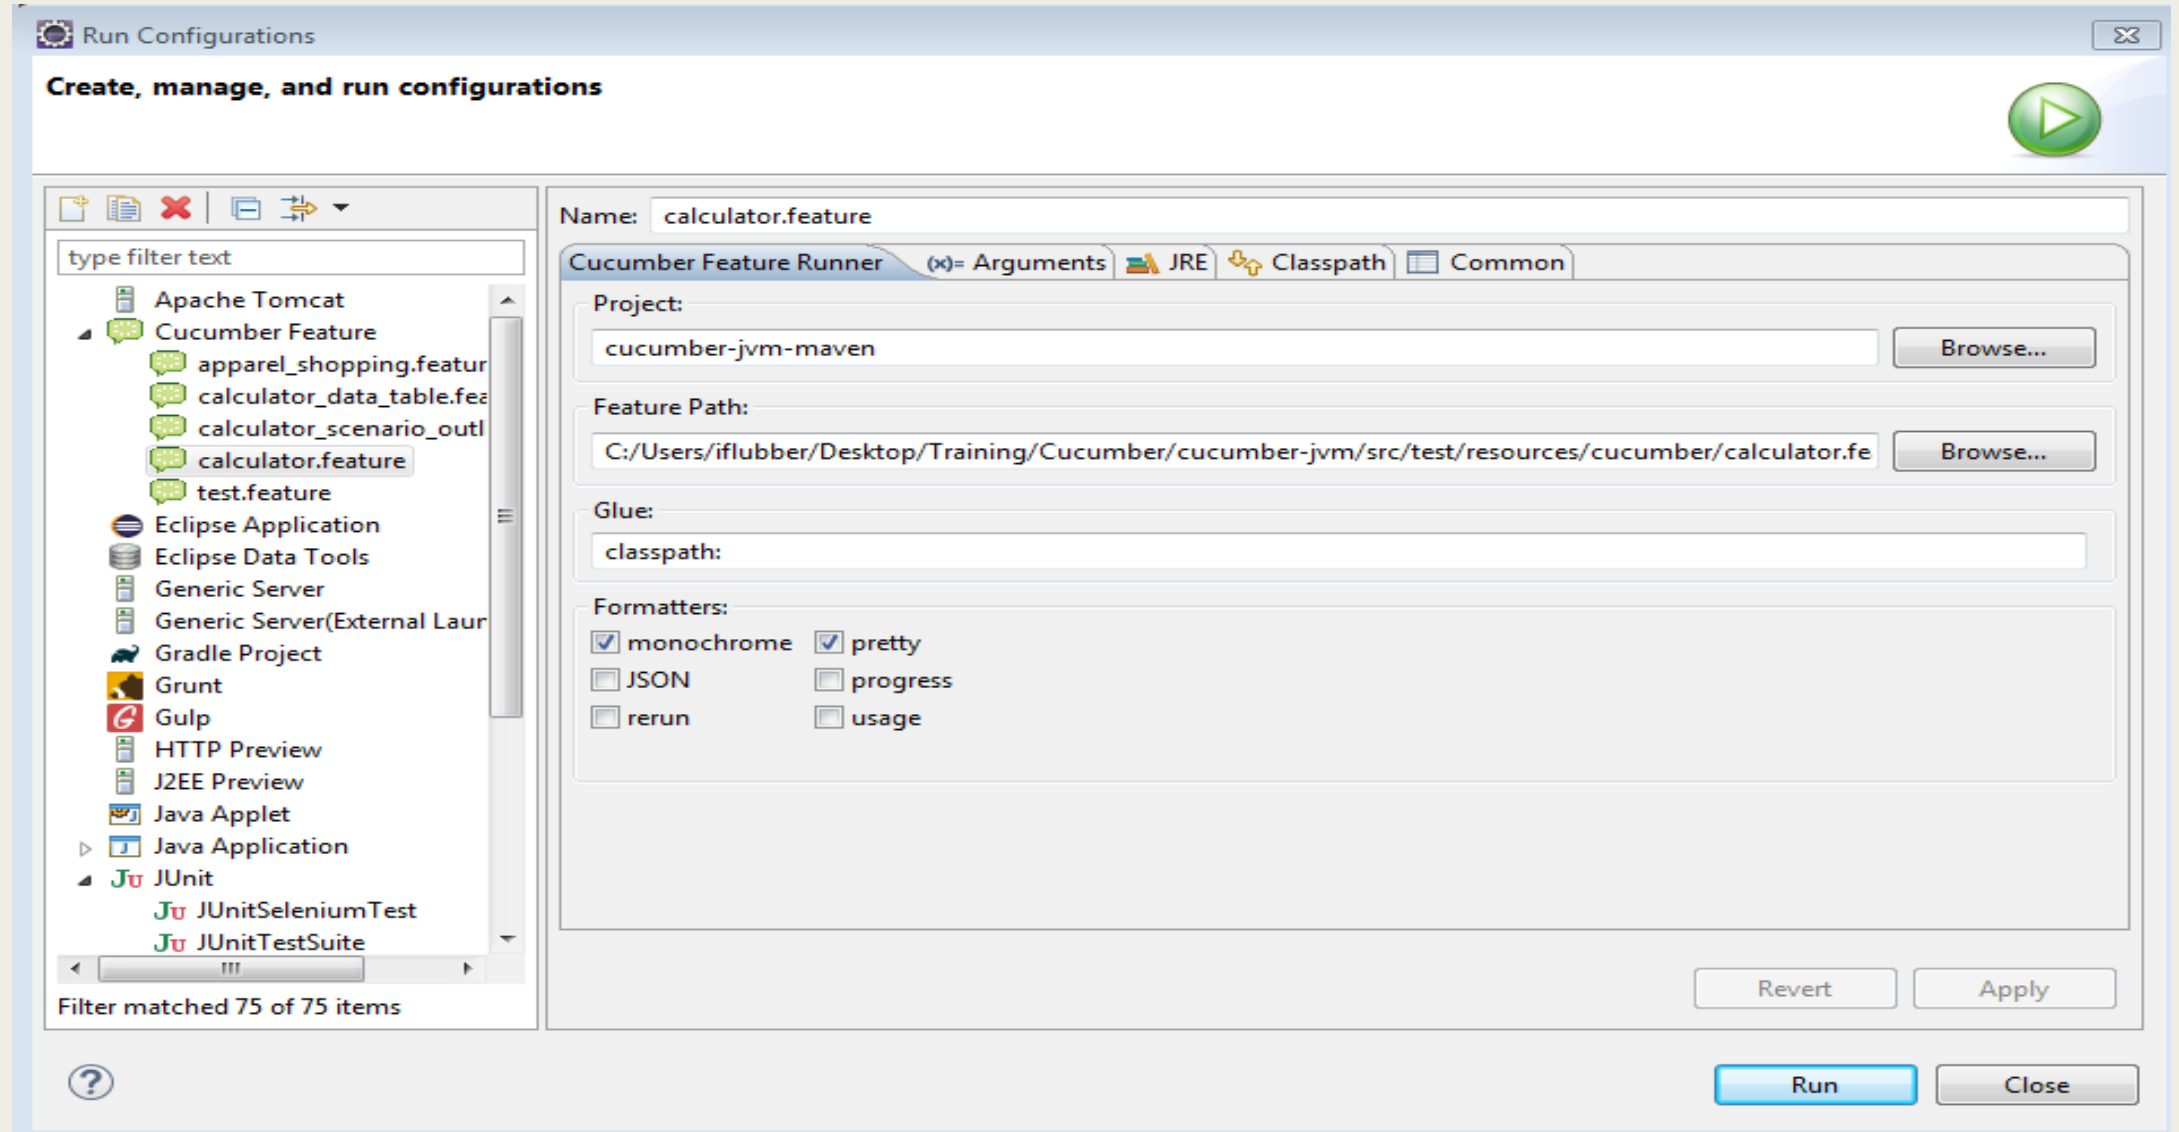 Run Configurations
Create, manage, and run configurations
type filter text
Apache Tomcat
Cucumber Feature
apparel_shopping.featur
calculator_data_table.fea
calculator_scenario_outl
calculator.feature
test.feature
Eclipse Application
Eclipse Data Tools
Generic Server
Generic Server(External Laur
Gradle Project
Grunt
Gulp
HTTP Preview
J2EE Preview
Java Applet
Java Application
Ju JUnit
Ju JUnitSeleniumTest
Ju JUnitTestSuite
Filter matched 75 of 75 items
Name: calculator.feature
Cucumber Feature Runner (x)= Arguments JRE Classpath Common
Project:
cucumber-jvm-maven Browse...
Feature Path:
C:/Users/iflubber/Desktop/Training/Cucumber/cucumber-jvm/src/test/resources/cucumber/calculator.fe Browse...
Glue:
classpath:
Formatters:
monochrome pretty
JSON progress
rerun usage
Revert Apply
Run Close